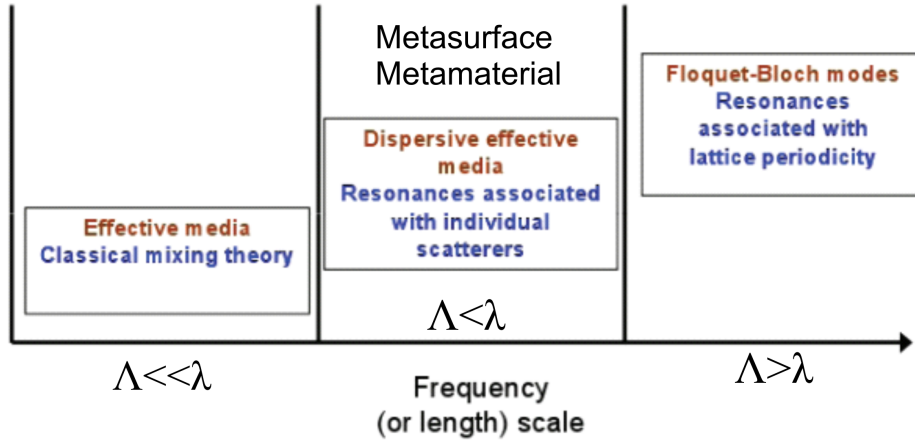 Metasurface
Metamaterial
Floquet-Bloch modes
Resonances
associated with
lattice periodicity
Dispersive effective
media
Resonances associated
with individual
scatterers
Effective media
Classical mixing theory
Λ<λ
Λ<<λ
Λ>λ
Frequency
(or length) scale